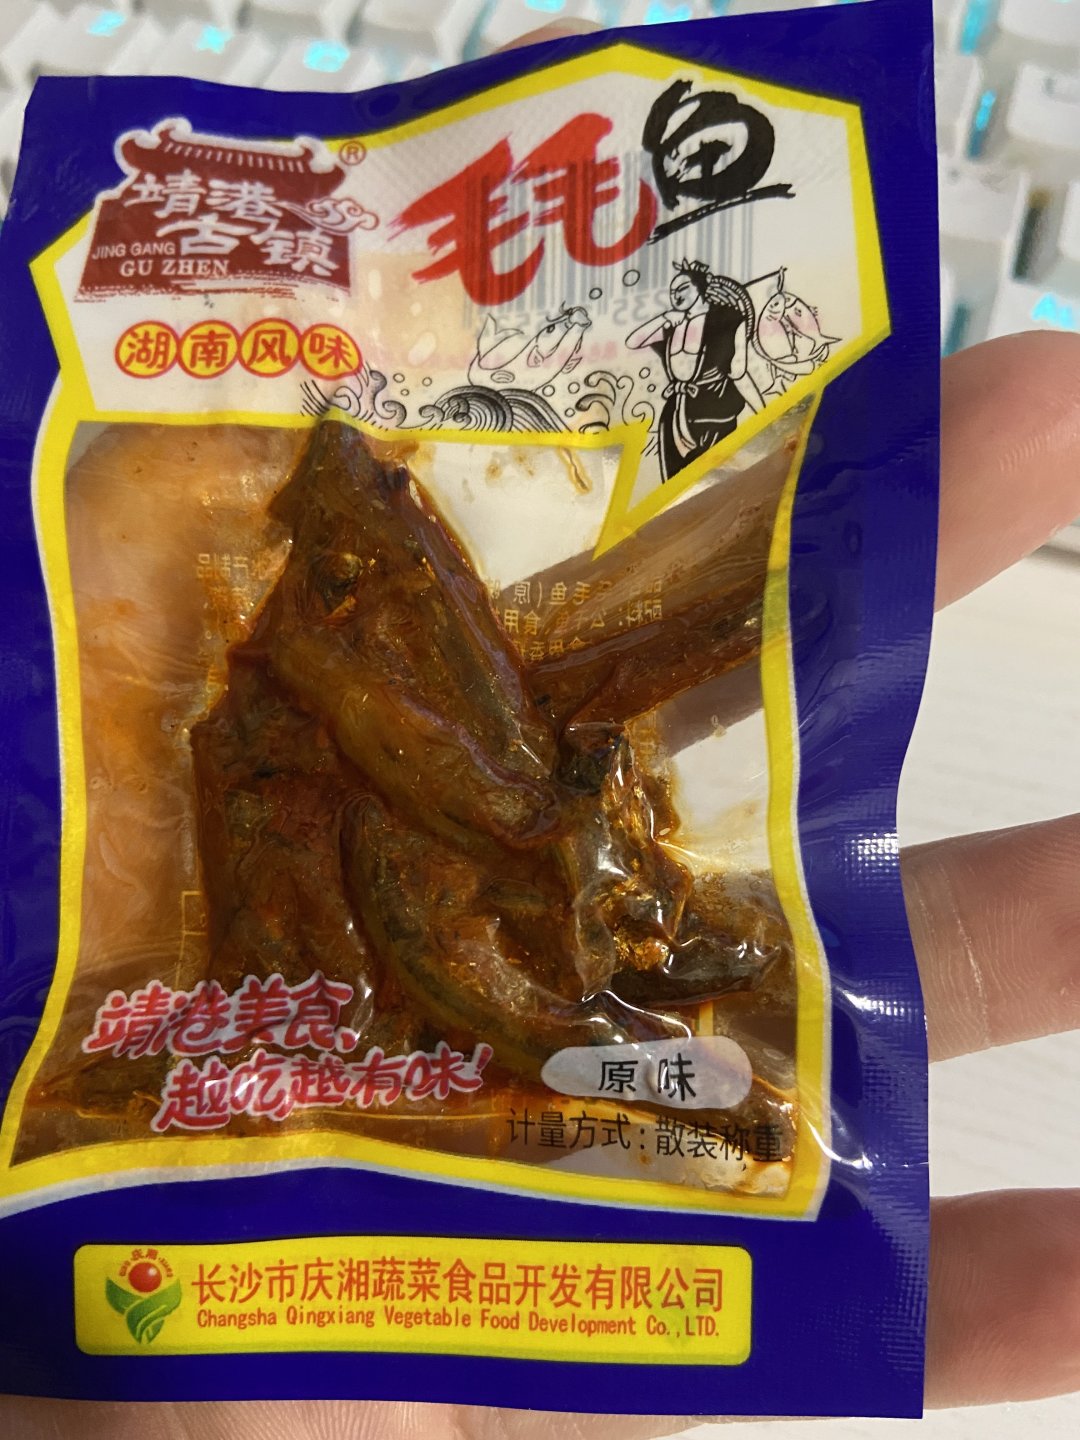 毛毛鱼
靖港古镇
®
JING GANG
GU ZHEN
湖南风味
靖港美食、
越吃越有味!
原味
计量方式:散装称重
长沙市庆湘蔬菜食品开发有限公司
Changsha Qingxiang Vegetable Food Development Co.,LTD.